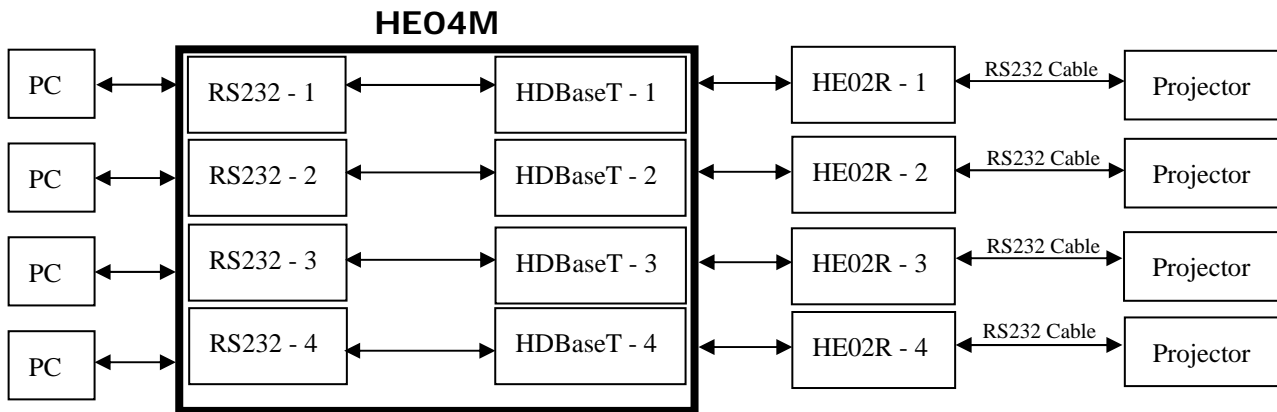 HE04M
PC
RS232 - 1
HDBaseT - 1
HE02R - 1
RS232 Cable
Projector
PC
RS232 - 2
HDBaseT - 2
HE02R - 2
RS232 Cable
Projector
PC
RS232 - 3
HDBaseT - 3
HE02R - 3
RS232 Cable
Projector
PC
RS232 - 4
HDBaseT - 4
HE02R - 4
RS232 Cable
Projector